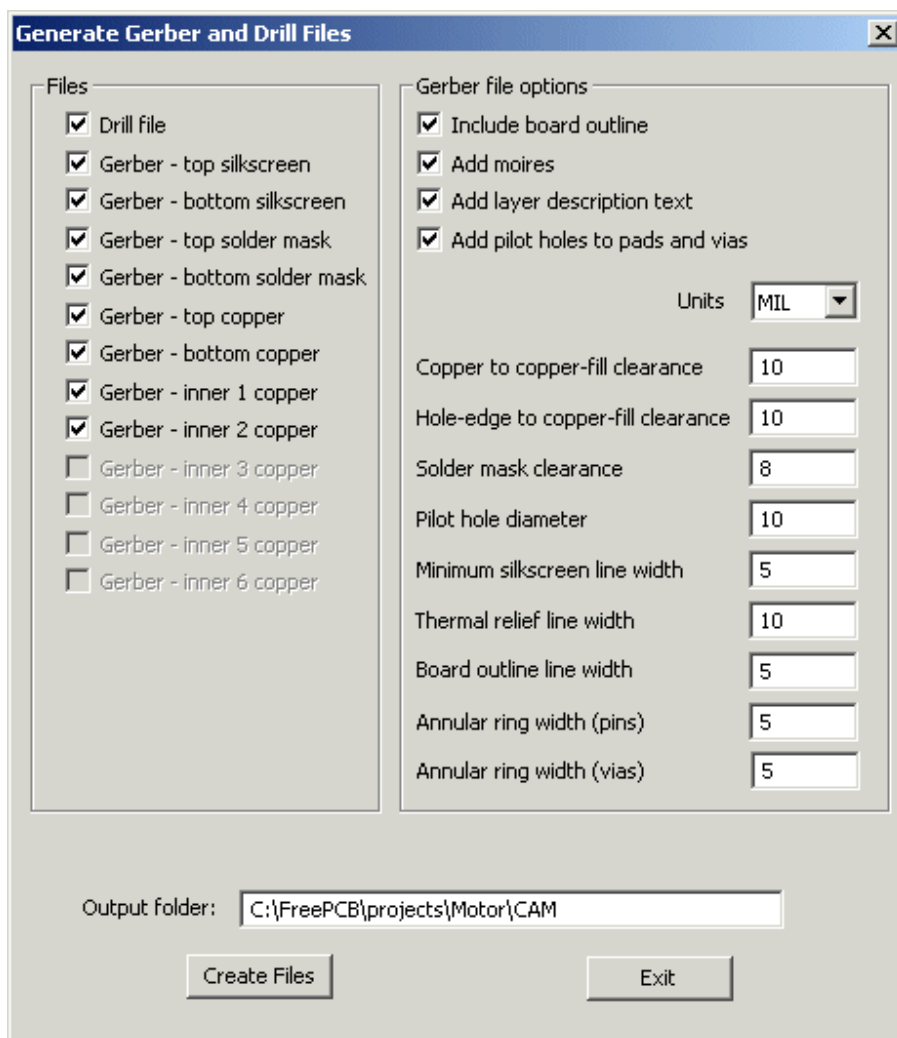 Generate Gerber and Drill Files
Files
Drill file
Gerber - top silkscreen
Gerber - bottom silkscreen
Gerber - top solder mask
Gerber - bottom solder mask
Gerber - top copper
Gerber - bottom copper
Gerber - inner 1 copper
Gerber - inner 2 copper
Gerber - inner 3 copper
Gerber - inner 4 copper
Gerber - inner 5 copper
Gerber - inner 6 copper
Gerber file options
Include board outline
Add moires
Add layer description text
Add pilot holes to pads and vias
Units MIL
Copper to copper-fill clearance 10
Hole-edge to copper-fill clearance 10
Solder mask clearance 8
Pilot hole diameter 10
Minimum silkscreen line width 5
Thermal relief line width 10
Board outline line width 5
Annular ring width (pins) 5
Annular ring width (vias) 5
Output folder: C:\FreePCB\projects\Motor\CAM
Create Files Exit